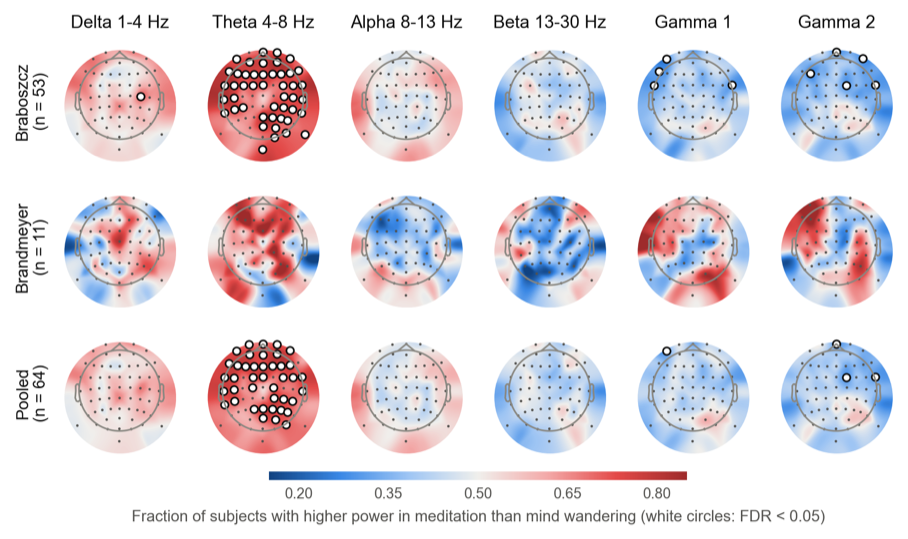 Delta 1-4 Hz Theta 4-8 Hz Alpha 8-13 Hz Beta 13-30 Hz Gamma 1 Gamma 2
Braboszcz
(n = 53)
Brandmeyer
(n = 11)
Pooled
(n = 64)
0.20 0.35 0.50 0.65 0.80
Fraction of subjects with higher power in meditation than mind wandering (white circles: FDR < 0.05)